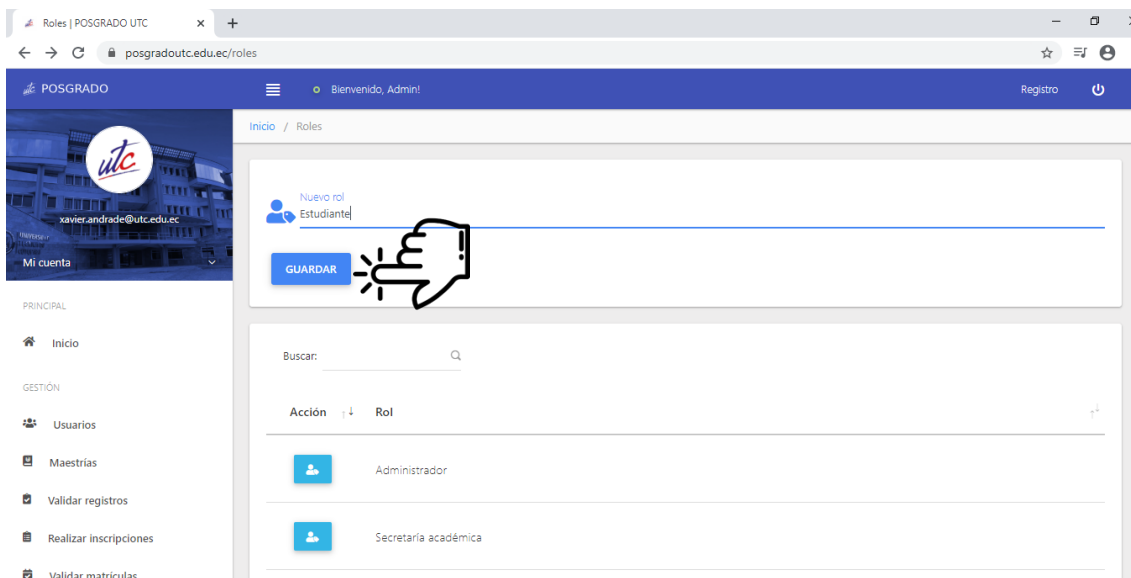 Roles | POSGRADO UTC
posgradoutc.edu.ec/roles
utc POSGRADO
Bienvenido, Admin!
Registro
Inicio / Roles
utc
xavier.andrade@utc.edu.ec
Mi cuenta
Nuevo rol
Estudiante
GUARDAR
PRINCIPAL
Inicio
GESTIÓN
Usuarios
Maestrías
Validar registros
Realizar inscripciones
Validar matrículas
Buscar:
Acción
Rol
Administrador
Secretaría académica